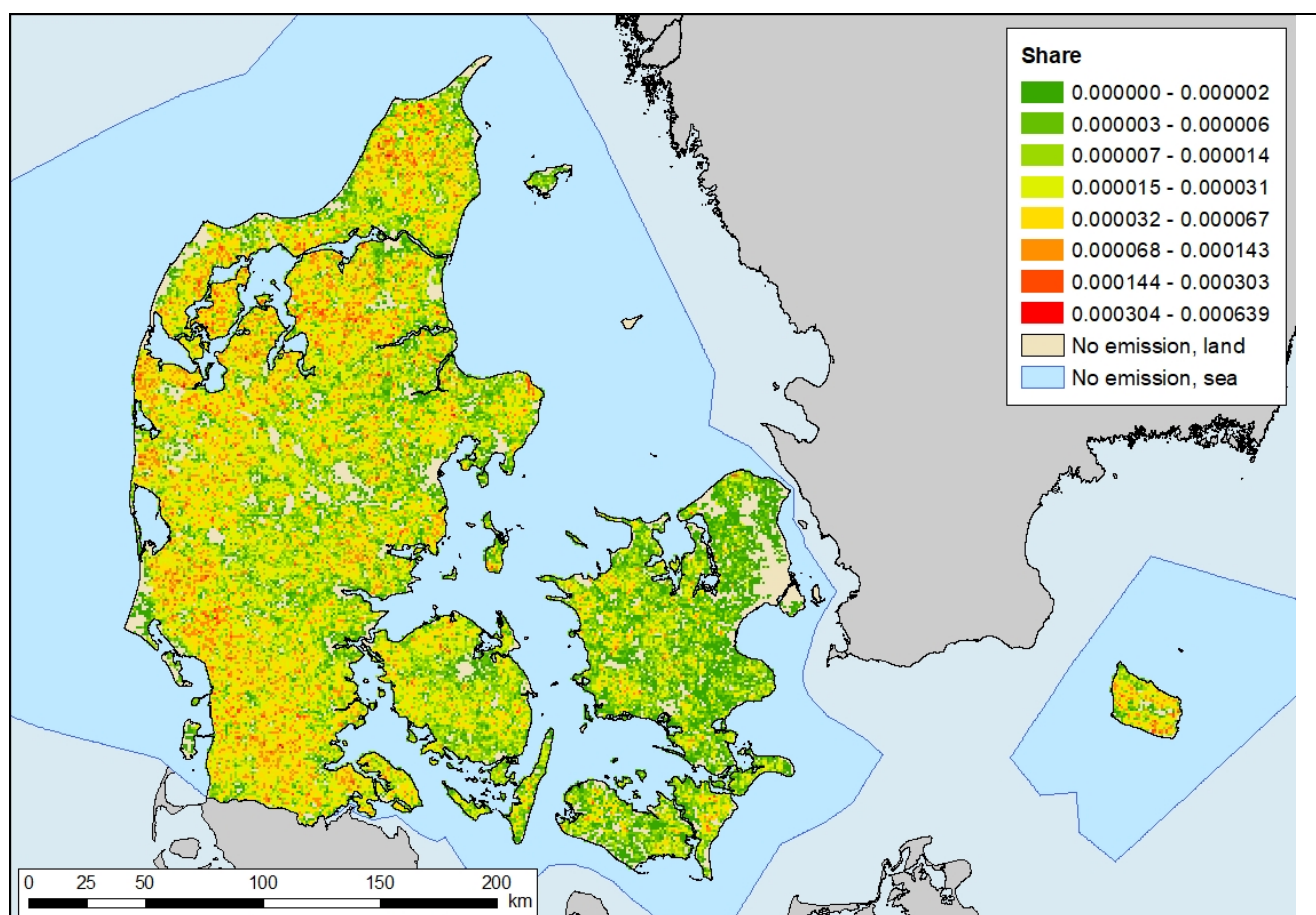 Share
0.000000 - 0.000002
0.000003 - 0.000006
0.000007 - 0.000014
0.000015 - 0.000031
0.000032 - 0.000067
0.000068 - 0.000143
0.000144 - 0.000303
0.000304 - 0.000639
No emission, land
No emission, sea
0 25 50 100 150 200
km